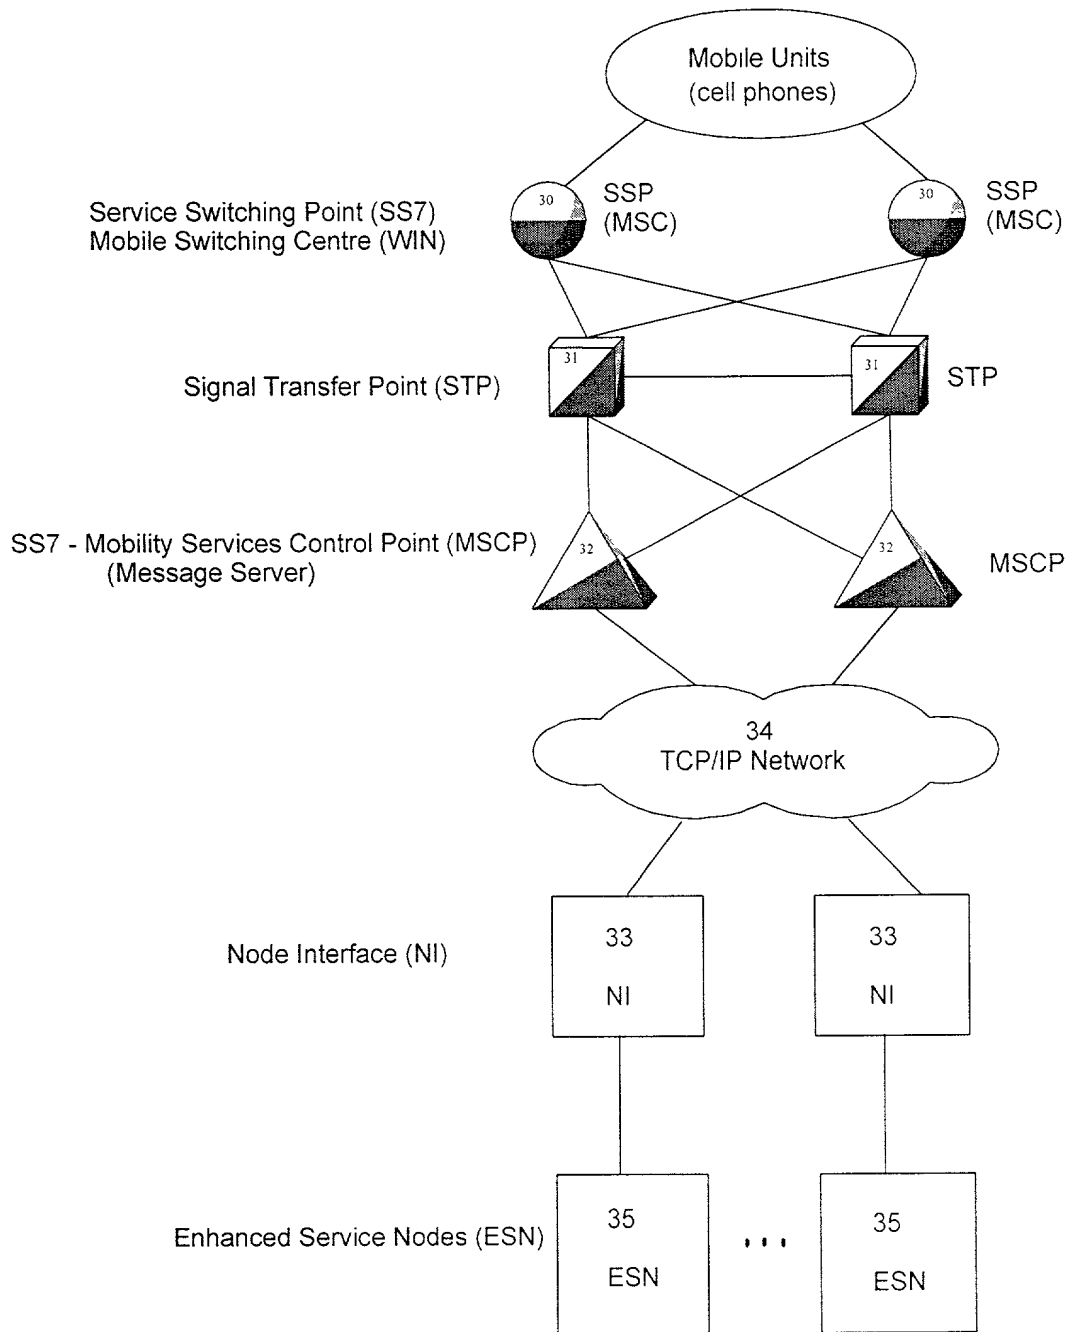 Mobile Units
(cell phones)
Service Switching Point (SS7)
Mobile Switching Centre (WIN)
30
SSP
(MSC)
30
SSP
(MSC)
Signal Transfer Point (STP)
31
31
STP
SS7 - Mobility Services Control Point (MSCP)
(Message Server)
32
32
MSCP
34
TCP/IP Network
Node Interface (NI)
33
NI
33
NI
Enhanced Service Nodes (ESN)
35
ESN
...
35
ESN